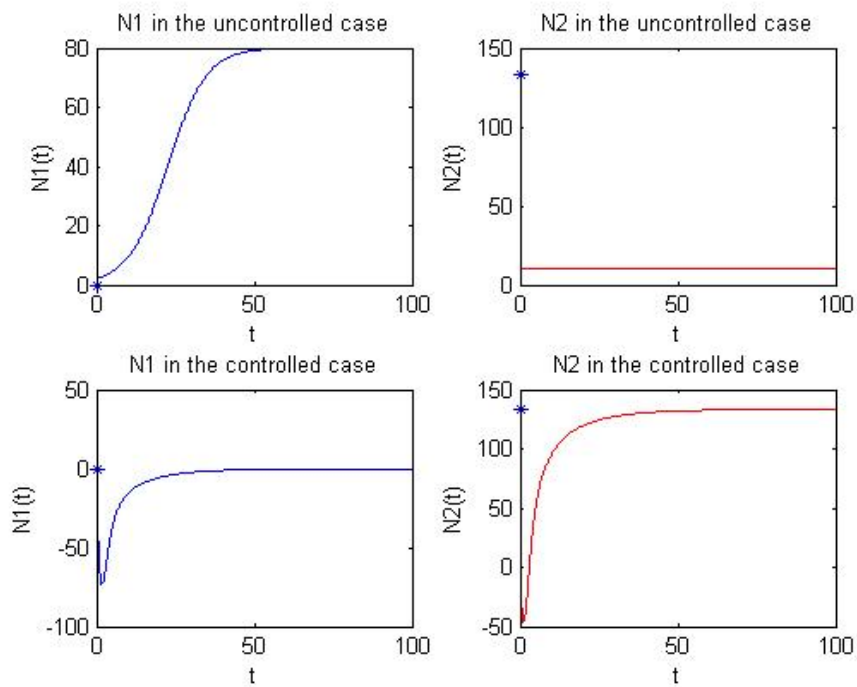 N1 in the uncontrolled case
80
60
40
20
0
N1(t)
0 50 100
t
N2 in the uncontrolled case
150
100
50
0
N2(t)
0 50 100
t
N1 in the controlled case
50
0
-50
-100
N1(t)
0 50 100
t
N2 in the controlled case
150
100
50
0
-50
N2(t)
0 50 100
t